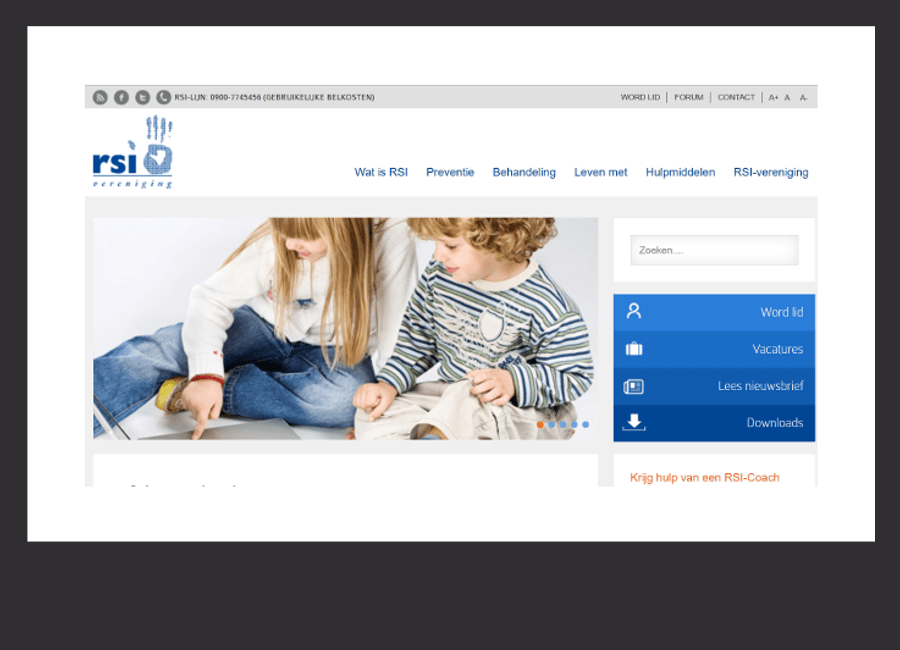 RSI-LIJN: 0900-7745456 (GEBRUIKELIJKE BELKOSTEN)
WORD LID | FORUM | CONTACT | A+ A A-
rsi
vereniging
Wat is RSI Preventie Behandeling Leven met Hulpmiddelen RSI-vereniging
Zoeken....
Word lid
Vacatures
Lees nieuwsbrief
Downloads
Krijg hulp van een RSI-Coach